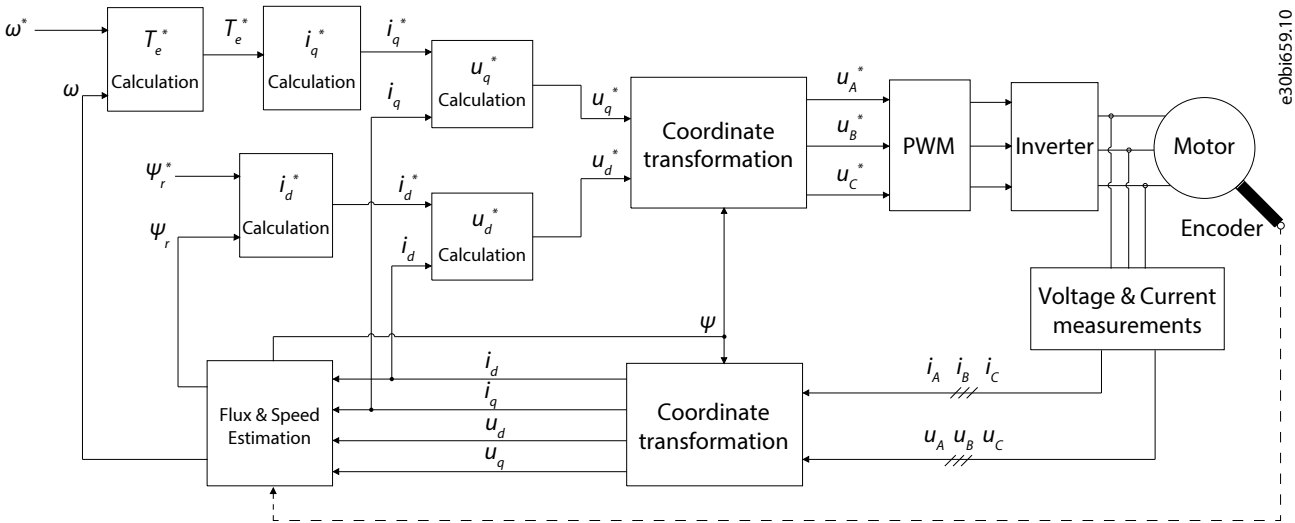 ω*
ω
T_e*
Calculation
T_e*
i_q*
Calculation
i_q*
i_q
u_q*
Calculation
u_q*
Ψ_r*
Ψ_r
i_d*
Calculation
i_d*
i_d
u_d*
Calculation
u_d*
Coordinate
transformation
u_A*
u_B*
u_C*
PWM
Inverter
Motor
Encoder
e30bi659.10
Voltage & Current
measurements
Ψ
Flux & Speed
Estimation
i_d
i_q
u_d
u_q
Coordinate
transformation
i_A i_B i_C
u_A u_B u_C